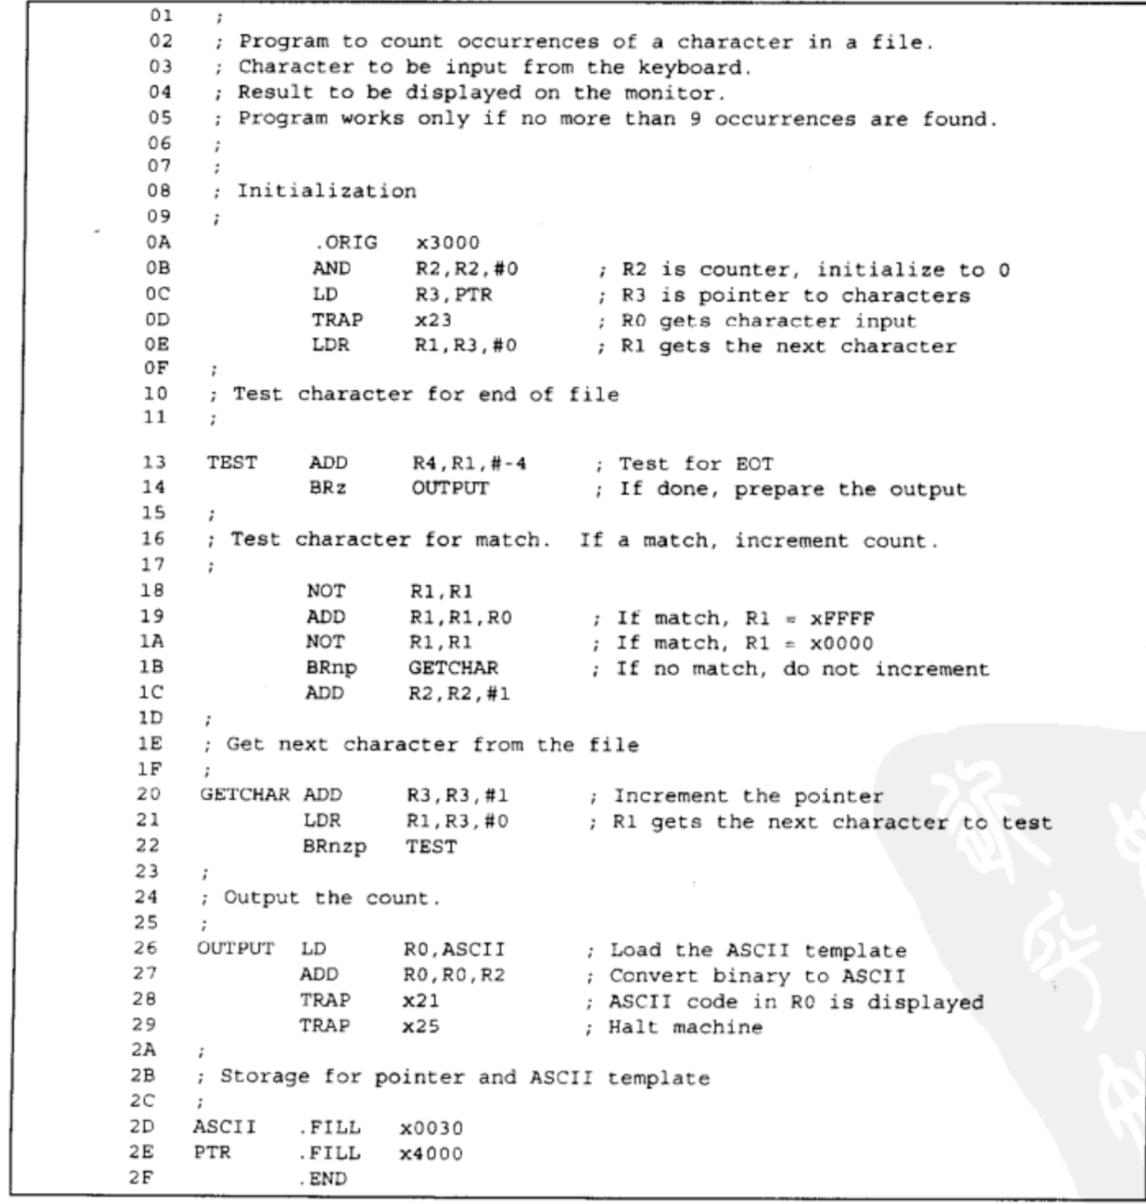 01 ;
02 ; Program to count occurrences of a character in a file.
03 ; Character to be input from the keyboard.
04 ; Result to be displayed on the monitor.
05 ; Program works only if no more than 9 occurrences are found.
06 ;
07 ;
08 ; Initialization
09 ;
0A .ORIG x3000
0B AND R2,R2,#0 ; R2 is counter, initialize to 0
0C LD R3,PTR ; R3 is pointer to characters
0D TRAP x23 ; R0 gets character input
0E LDR R1,R3,#0 ; R1 gets the next character
0F ;
10 ; Test character for end of file
11 ;
13 TEST ADD R4,R1,#-4 ; Test for EOT
14 BRz OUTPUT ; If done, prepare the output
15 ;
16 ; Test character for match. If a match, increment count.
17 ;
18 NOT R1,R1
19 ADD R1,R1,R0 ; If match, R1 = xFFFF
1A NOT R1,R1 ; If match, R1 = x0000
1B BRnp GETCHAR ; If no match, do not increment
1C ADD R2,R2,#1
1D ;
1E ; Get next character from the file
1F ;
20 GETCHAR ADD R3,R3,#1 ; Increment the pointer
21 LDR R1,R3,#0 ; R1 gets the next character to test
22 BRnzp TEST
23 ;
24 ; Output the count.
25 ;
26 OUTPUT LD R0,ASCII ; Load the ASCII template
27 ADD R0,R0,R2 ; Convert binary to ASCII
28 TRAP x21 ; ASCII code in R0 is displayed
29 TRAP x25 ; Halt machine
2A ;
2B ; Storage for pointer and ASCII template
2C ;
2D ASCII .FILL x0030
2E PTR .FILL x4000
2F .END